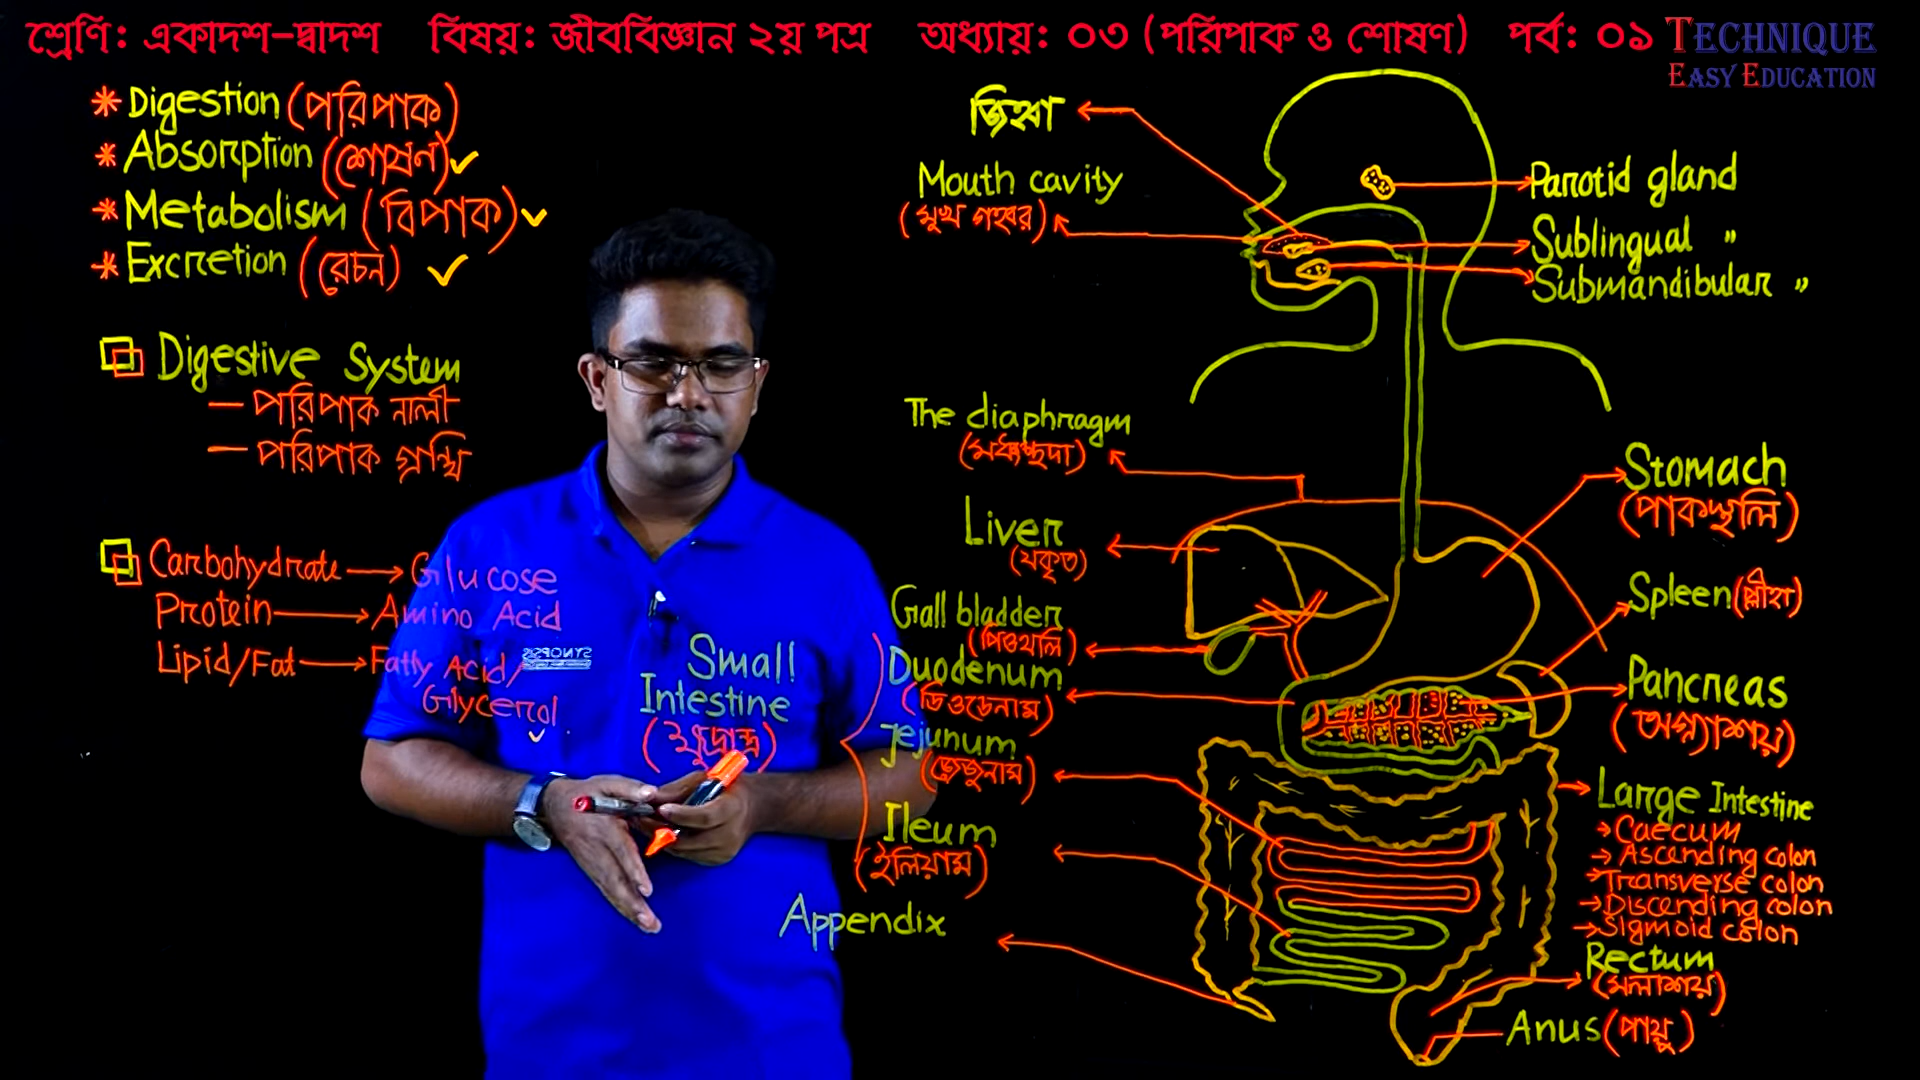 শ্রেণি: একাদশ-দ্বাদশ বিষয়: জীববিজ্ঞান ২য় পত্র অধ্যায়: ০৩ (পরিপাক ও শোষণ) পর্ব: ০১
TECHNIQUE
EASY EDUCATION
* Digestion (পরিপাক)
* Absorption (শোষন) ✓
* Metabolism (বিপাক) ✓
* Excretion (রেচন) ✓
Digestive System
— পরিপাক নালী
— পরিপাক গ্রন্থি
Carbohydrate → Glucose
Protein → Amino Acid
Lipid/Fat → Fatty Acid/
Glycerol
SYNOPSIS
Small
Intestine
(ক্ষুদ্রান্ত্র)
জিহ্বা
Mouth cavity
(মুখ গহ্বর)
The diaphragm
(মধ্যচ্ছদা)
Liver
(যকৃত)
Gall bladder
(পিত্তথলি)
Duodenum
(ডিওডেনাম)
Jejunum
(জেজুনাম)
Ileum
(ইলিয়াম)
Appendix
Parotid gland
Sublingual "
Submandibular "
Stomach
(পাকস্থলি)
Spleen (প্লীহা)
Pancreas
(অগ্ন্যাশয়)
Large Intestine
→ Caecum
→ Ascending colon
→ Transverse colon
→ Discending colon
→ Sigmoid colon
Rectum
(মলাশয়)
Anus (পায়ু)